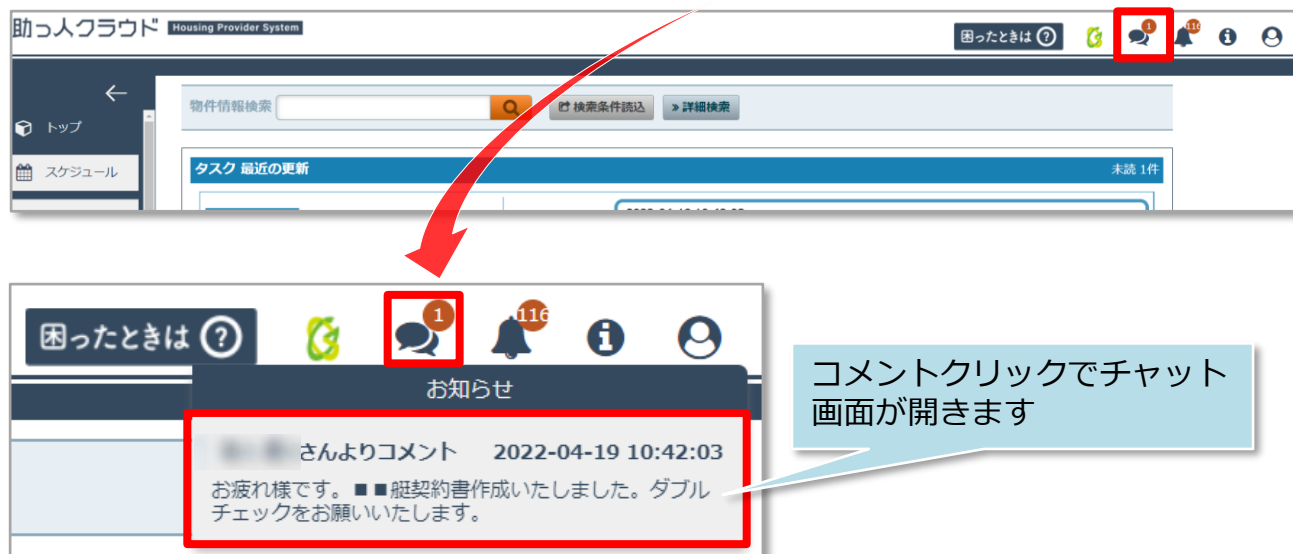 助っ人クラウド Housing Provider System
困ったときは ? 1 116
物件情報検索 検索条件読込 » 詳細検索
トップ
スケジュール
タスク 最近の更新 未読 1件
困ったときは ? 1 116
お知らせ
さんよりコメント 2022-04-19 10:42:03
お疲れ様です。■■艇契約書作成いたしました。ダブル
チェックをお願いいたします。
コメントクリックでチャット
画面が開きます